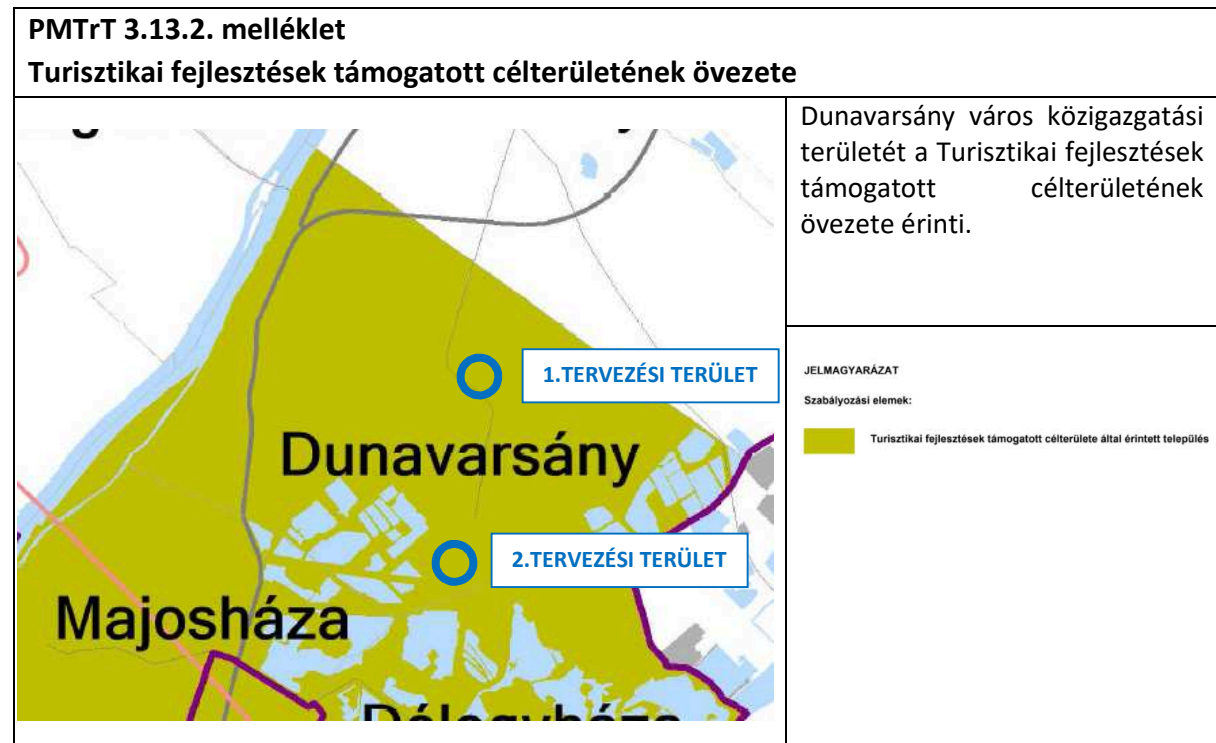 PMTrT 3.13.2. melléklet
Turisztikai fejlesztések támogatott célterületének övezete
Dunavarsány város közigazgatási
területét a Turisztikai fejlesztések
támogatott célterületének
övezete érinti.
1.TERVEZÉSI TERÜLET
Dunavarsány
2.TERVEZÉSI TERÜLET
Majosháza
JELMAGYARÁZAT
Szabályozási elemek:
Turisztikai fejlesztések támogatott célterülete által érintett település